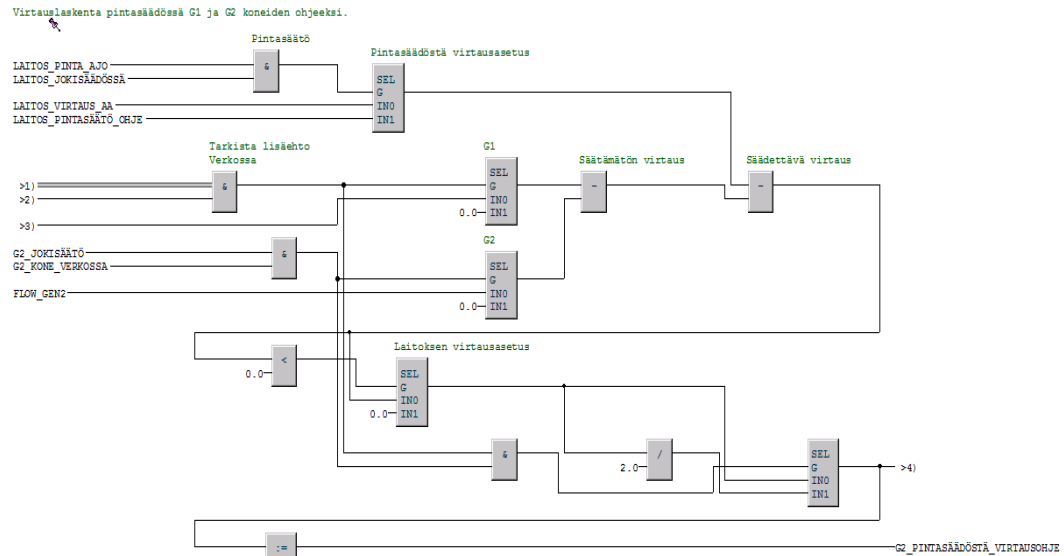 Virtauslaskenta pintasäädössä G1 ja G2 koneiden ohjeeksi.
Pintasäätö
Pintasäädöstä virtausasetus
LAITOS_PINTA_AJO
&
LAITOS_JOKISÄÄDÖSSÄ
SEL
G
LAITOS_VIRTAUS_AA
IN0
LAITOS_PINTASÄÄTÖ_OHJE
IN1
Tarkista lisäehto
Verkossa
G1
Säätämätön virtaus
Säädettävä virtaus
SEL
>1)
&
G
-
-
>2)
IN0
0.0
IN1
>3)
G2
G2_JOKISÄÄTÖ
&
G2_KONE_VERKOSSA
SEL
G
FLOW_GEN2
IN0
0.0
IN1
Laitoksen virtausasetus
<
0.0
SEL
G
IN0
0.0
IN1
&
/
2.0
SEL
G
IN0
IN1
>4)
:=
G2_PINTASÄÄDÖSTÄ_VIRTAUSOHJE